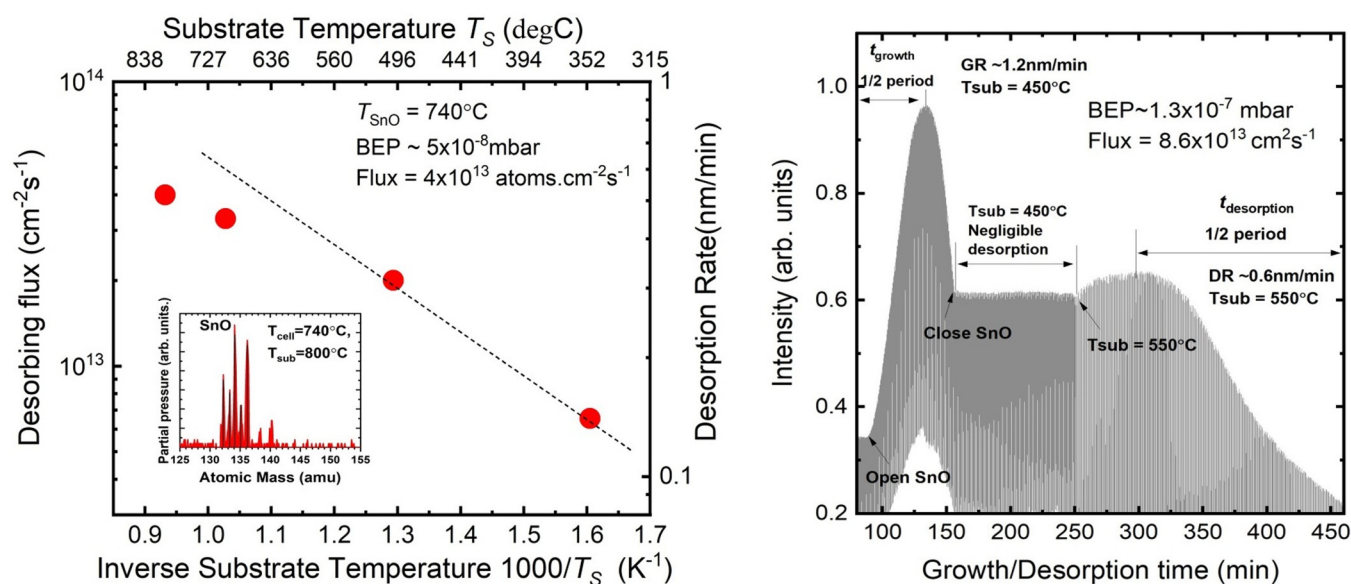 Substrate Temperature T_S (degC)
838 727 636 560 496 441 394 352 315
10^14
10^13
Desorbing flux (cm^-2s^-1)
T_SnO = 740°C
BEP ~ 5x10^-8mbar
Flux = 4x10^13 atoms.cm^-2s^-1
1
0.1
Desorption Rate(nm/min)
SnO
T_cell=740°C,
T_sub=800°C
Partial pressure (arb. units.)
125 130 135 140 145 150 155
Atomic Mass (amu)
0.9 1.0 1.1 1.2 1.3 1.4 1.5 1.6 1.7
Inverse Substrate Temperature 1000/T_S (K^-1)
t_growth
1/2 period
GR ~1.2nm/min
Tsub = 450°C
BEP~1.3x10^-7 mbar
Flux = 8.6x10^13 cm^2s^-1
Tsub = 450°C
Negligible
desorption
t_desorption
1/2 period
DR ~0.6nm/min
Tsub = 550°C
Close SnO
Tsub = 550°C
Open SnO
1.0
0.8
0.6
0.4
0.2
Intensity (arb. units)
100 150 200 250 300 350 400 450
Growth/Desorption time (min)